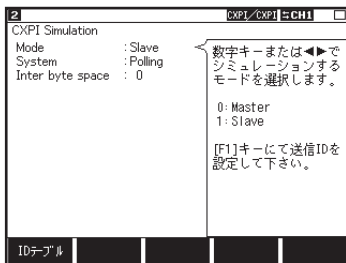 2 CXPI/CXPI ⇆CH1
CXPI Simulation
Mode : Slave
System : Polling
Inter byte space : 0
数字キーまたは◀▶で
シミュレーションする
モードを選択します。
0: Master
1: Slave
[F1]キーにて送信IDを
設定して下さい。
IDﾃｰﾌﾞﾙ